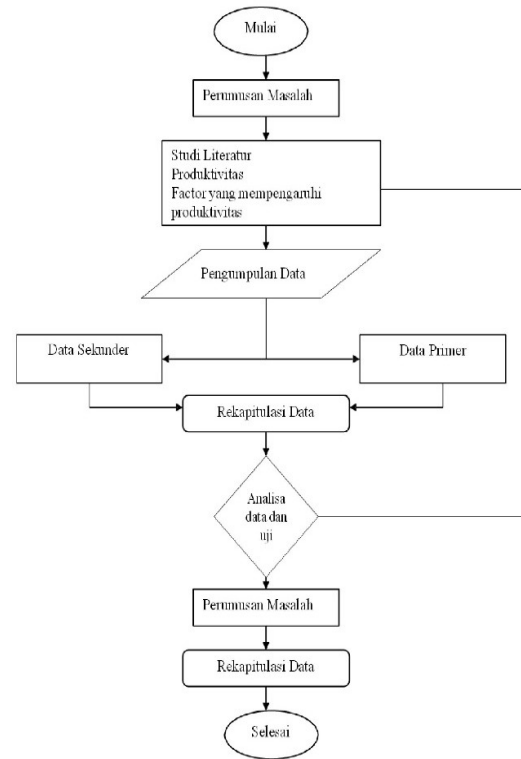 Mulai
Perumusan Masalah
Studi Literatur
Produktivitas
Factor yang mempengaruhi
produktivitas
Pengumpulan Data
Data Sekunder
Data Primer
Rekapitulasi Data
Analisa
data dan
uji
Perumusan Masalah
Rekapitulasi Data
Selesai